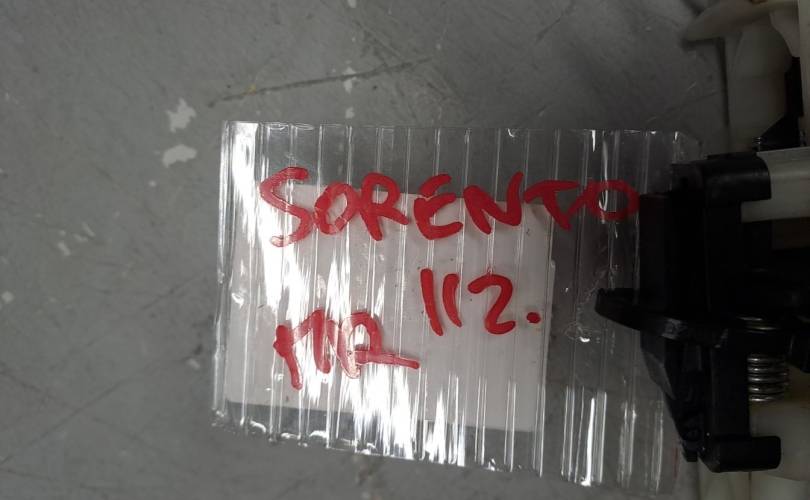 SORENTO
112.
MQ